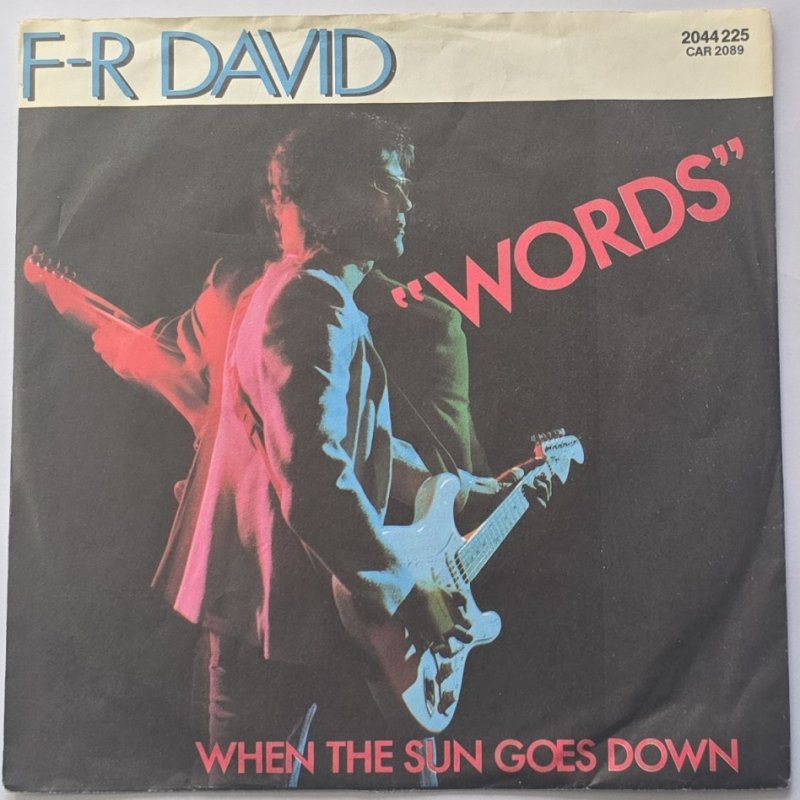 F-R DAVID
2044 225
CAR 2089
"WORDS"
WHEN THE SUN GOES DOWN